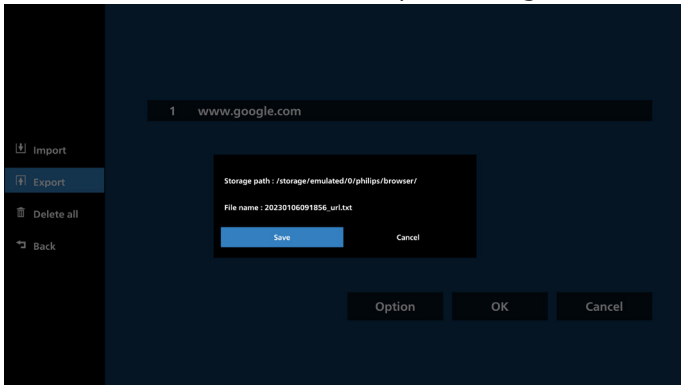 1 www.google.com
Import
Export
Delete all
Back
Storage path : /storage/emulated/0/philips/browser/
File name : 20230106091856_url.txt
Save Cancel
Option OK Cancel